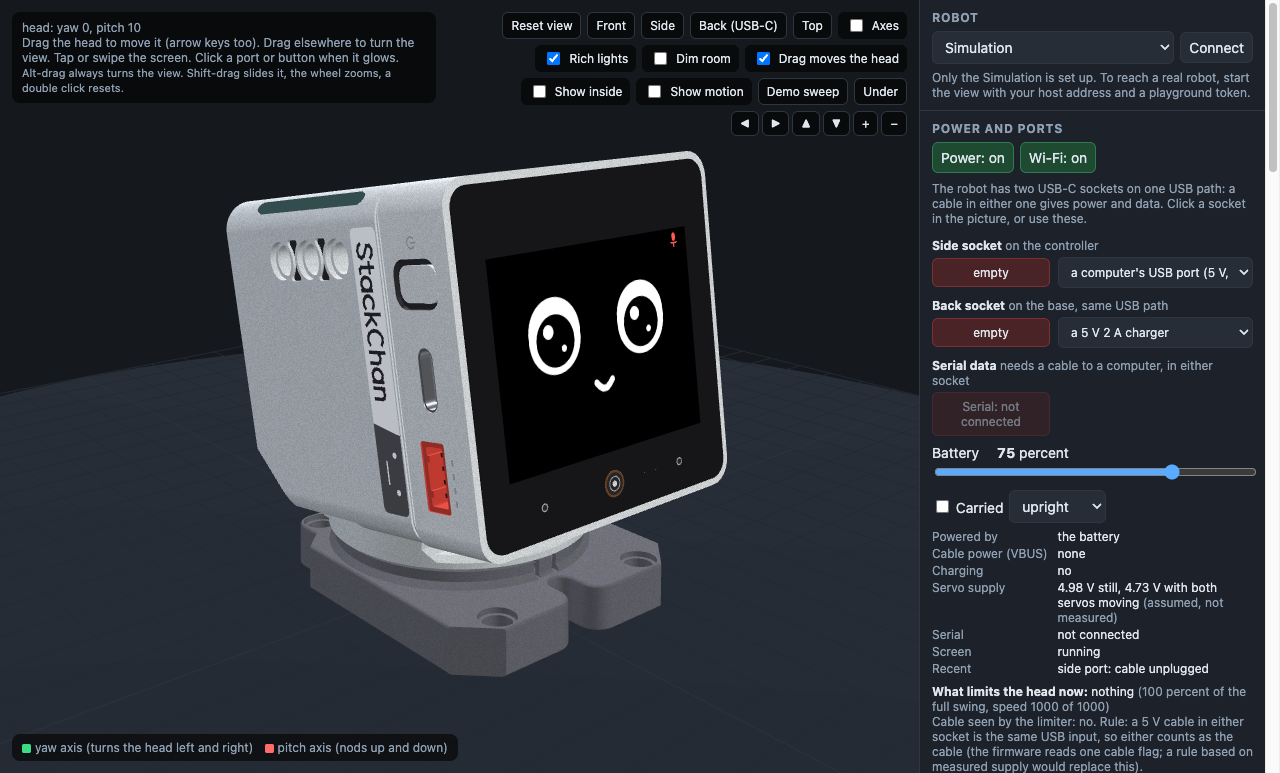 head: yaw 0, pitch 10
Drag the head to move it (arrow keys too). Drag elsewhere to turn the
view. Tap or swipe the screen. Click a port or button when it glows.
Alt-drag always turns the view. Shift-drag slides it, the wheel zooms, a
double click resets.
Reset view
Front
Side
Back (USB-C)
Top
Axes
Rich lights
Dim room
Drag moves the head
Show inside
Show motion
Demo sweep
Under
◀ ▶ ▲ ▼ + −
StackChan
yaw axis (turns the head left and right)
pitch axis (nods up and down)
ROBOT
Simulation
Connect
Only the Simulation is set up. To reach a real robot, start
the view with your host address and a playground token.
POWER AND PORTS
Power: on
Wi-Fi: on
The robot has two USB-C sockets on one USB path: a
cable in either one gives power and data. Click a socket
in the picture, or use these.
Side socket on the controller
empty
a computer's USB port (5 V,
Back socket on the base, same USB path
empty
a 5 V 2 A charger
Serial data needs a cable to a computer, in either
socket
Serial: not
connected
Battery 75 percent
Carried
upright
Powered by the battery
Cable power (VBUS) none
Charging no
Servo supply 4.98 V still, 4.73 V with both
servos moving (assumed, not
measured)
Serial not connected
Screen running
Recent side port: cable unplugged
What limits the head now: nothing (100 percent of the
full swing, speed 1000 of 1000)
Cable seen by the limiter: no. Rule: a 5 V cable in either
socket is the same USB input, so either counts as the
cable (the firmware reads one cable flag; a rule based on
measured supply would replace this).